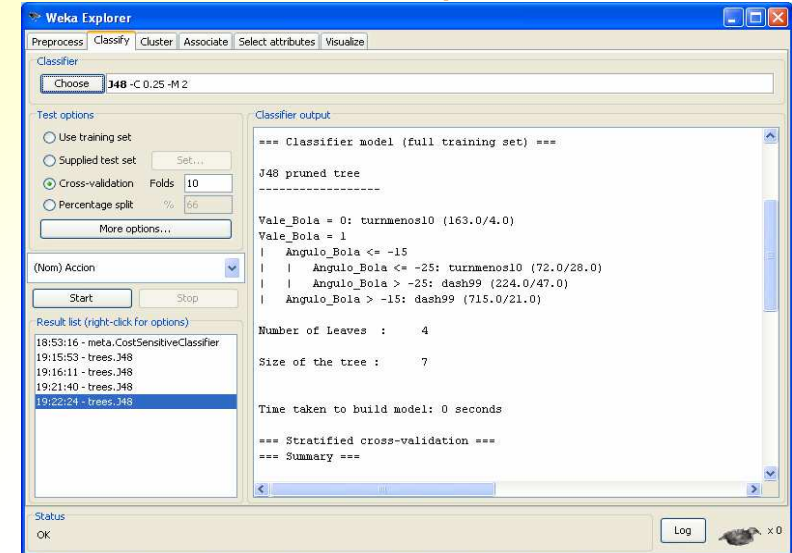 Weka Explorer
Preprocess Classify Cluster Associate Select attributes Visualize
Classifier
Choose J48 -C 0.25 -M 2
Test options
Use training set
Supplied test set Set...
Cross-validation Folds 10
Percentage split % 66
More options...
(Nom) Accion
Start Stop
Result list (right-click for options)
18:53:16 - meta.CostSensitiveClassifier
19:15:53 - trees.J48
19:16:11 - trees.J48
19:21:40 - trees.J48
19:22:24 - trees.J48
Classifier output
=== Classifier model (full training set) ===
J48 pruned tree
------------------
Vale_Bola = 0: turnmenos10 (163.0/4.0)
Vale_Bola = 1
|   Angulo_Bola <= -15
|   |   Angulo_Bola <= -25: turnmenos10 (72.0/28.0)
|   |   Angulo_Bola > -25: dash99 (224.0/47.0)
|   Angulo_Bola > -15: dash99 (715.0/21.0)
Number of Leaves  : 	4
Size of the tree : 	7
Time taken to build model: 0 seconds
=== Stratified cross-validation ===
=== Summary ===
Status
OK
Log x 0